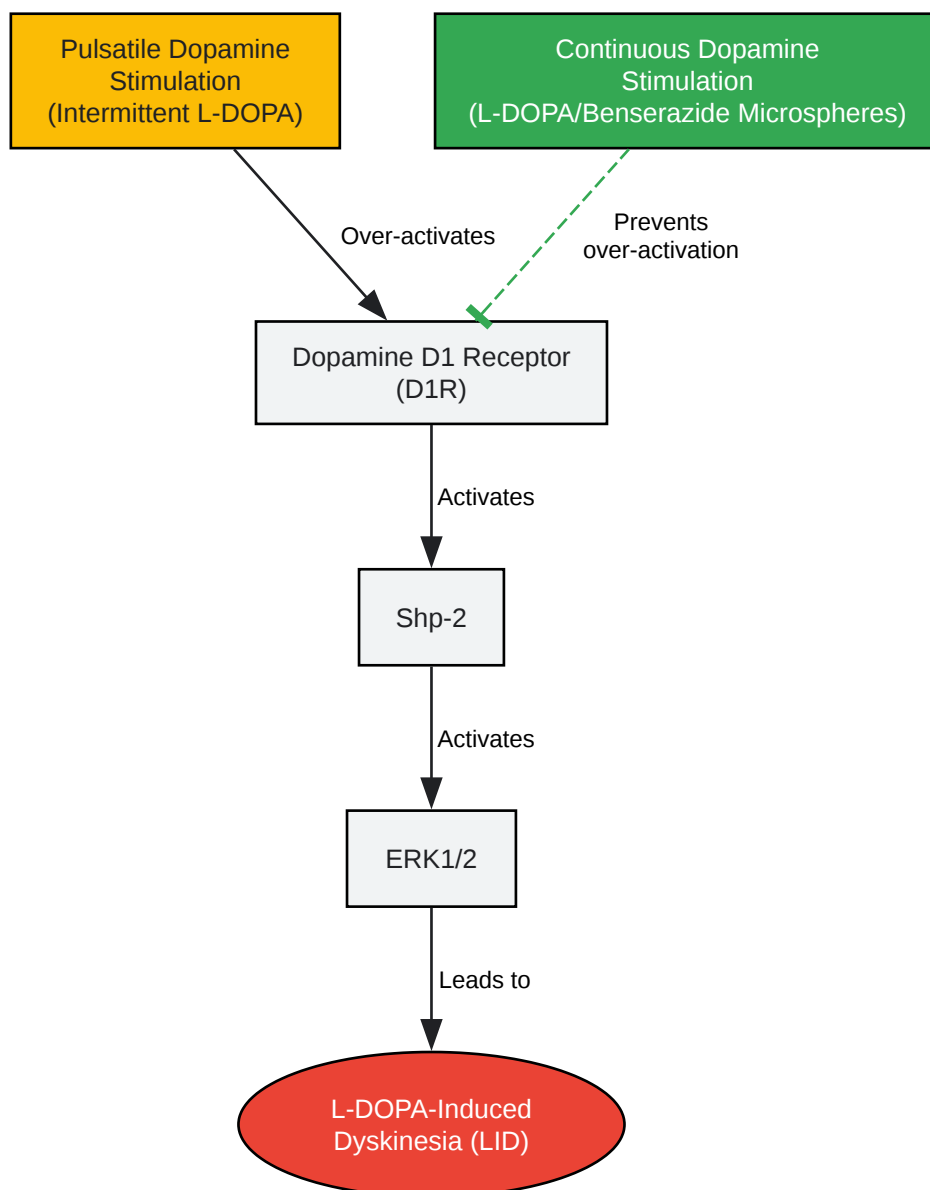 Pulsatile Dopamine
Stimulation
(Intermittent L-DOPA)
Continuous Dopamine
Stimulation
(L-DOPA/Benserazide Microspheres)
Over-activates
Prevents
over-activation
Dopamine D1 Receptor
(D1R)
Activates
Shp-2
Activates
ERK1/2
Leads to
L-DOPA-Induced
Dyskinesia (LID)